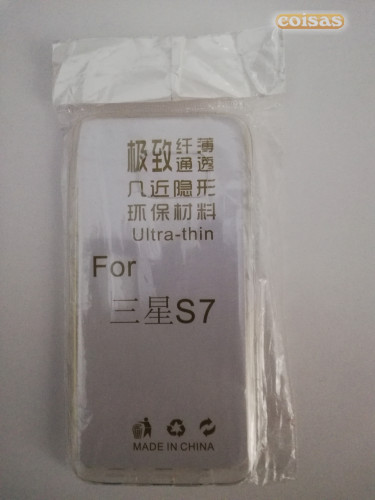 coisas
极致纤薄通透
几近隐形
环保材料
Ultra-thin
For
三星S7
MADE IN CHINA